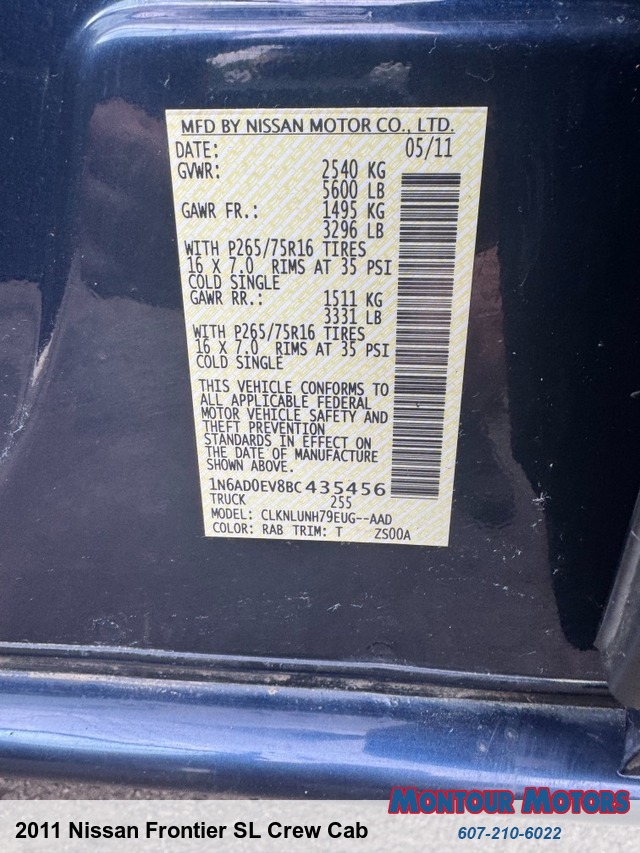 MFD BY NISSAN MOTOR CO., LTD.
DATE: 05/11
GVWR: 2540 KG
5600 LB
GAWR FR.: 1495 KG
3296 LB
WITH P265/75R16 TIRES
16 X 7.0 RIMS AT 35 PSI
COLD SINGLE
GAWR RR.: 1511 KG
3331 LB
WITH P265/75R16 TIRES
16 X 7.0 RIMS AT 35 PSI
COLD SINGLE
THIS VEHICLE CONFORMS TO
ALL APPLICABLE FEDERAL
MOTOR VEHICLE SAFETY AND
THEFT PREVENTION
STANDARDS IN EFFECT ON
THE DATE OF MANUFACTURE
SHOWN ABOVE.
1N6AD0EV8BC435456
TRUCK 255
MODEL: CLKNLUNH79EUG--AAD
COLOR: RAB TRIM: T ZS00A
MONTOUR MOTORS
2011 Nissan Frontier SL Crew Cab
607-210-6022